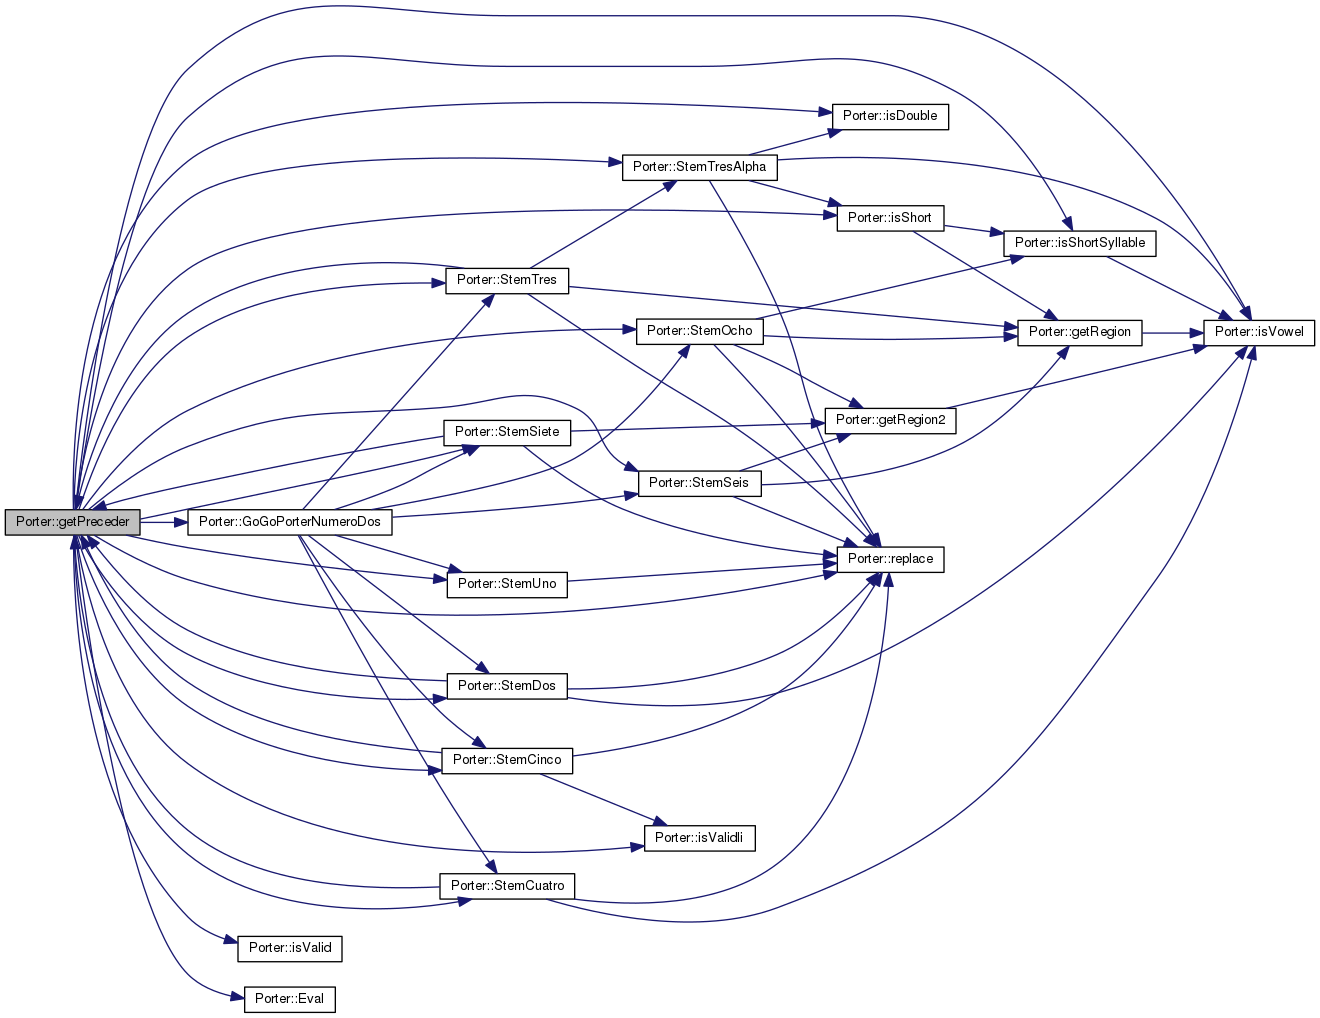 Porter::isDouble
Porter::StemTresAlpha
Porter::isShort
Porter::isShortSyllable
Porter::StemTres
Porter::StemOcho
Porter::getRegion
Porter::isVowel
Porter::getRegion2
Porter::StemSiete
Porter::StemSeis
Porter::getPreceder
Porter::GoGoPorterNumeroDos
Porter::replace
Porter::StemUno
Porter::StemDos
Porter::StemCinco
Porter::isValidli
Porter::StemCuatro
Porter::isValid
Porter::Eval